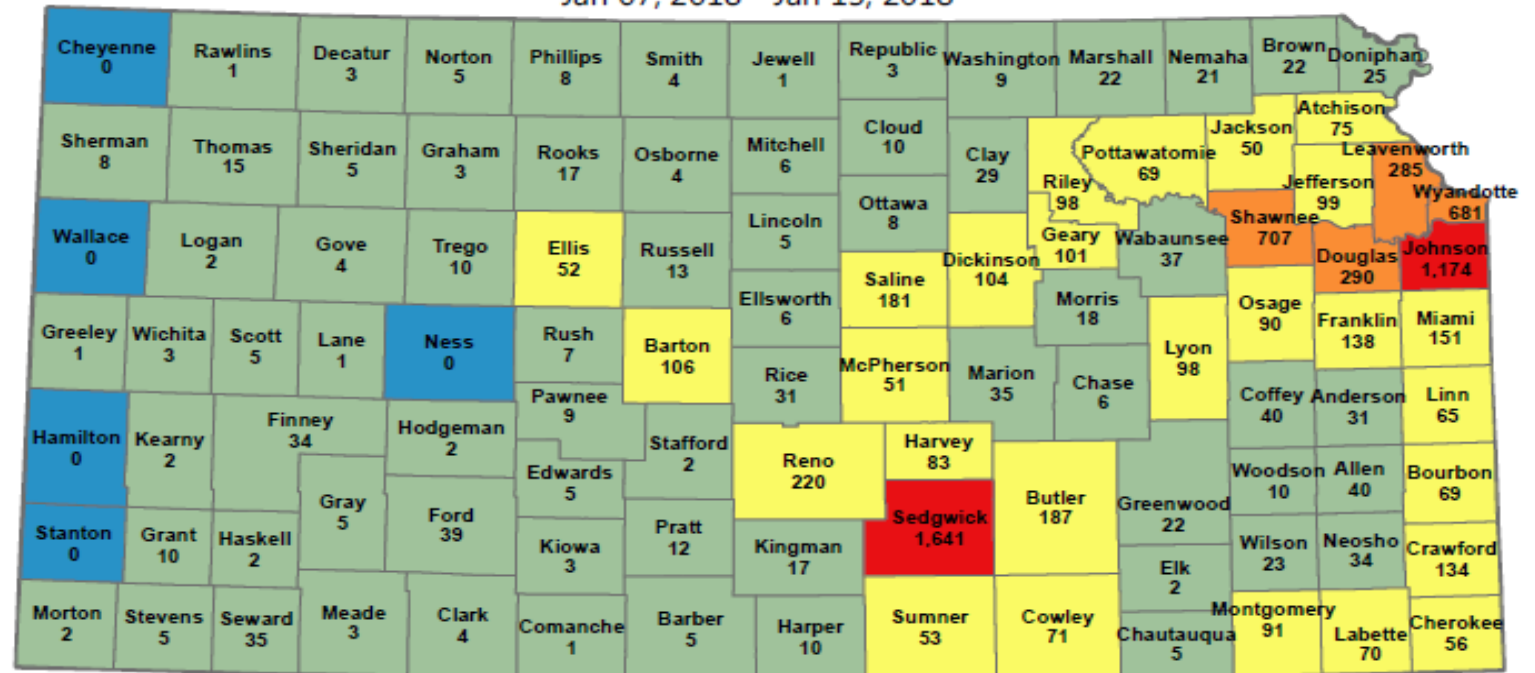 Jan 07, 2018 - Jan 13, 2018
Cheyenne
0
Rawlins
1
Decatur
3
Norton
5
Phillips
8
Smith
4
Jewell
1
Republic
3
Washington
9
Marshall
22
Nemaha
21
Brown
22
Doniphan
25
Sherman
8
Thomas
15
Sheridan
5
Graham
3
Rooks
17
Osborne
4
Mitchell
6
Cloud
10
Clay
29
Riley
98
Pottawatomie
69
Jackson
50
Atchison
75
Jefferson
99
Leavenworth
285
Wyandotte
681
Wallace
0
Logan
2
Gove
4
Trego
10
Ellis
52
Russell
13
Lincoln
5
Ottawa
8
Saline
181
Dickinson
104
Geary
101
Wabaunsee
37
Shawnee
707
Douglas
290
Johnson
1,174
Greeley
1
Wichita
3
Scott
5
Lane
1
Ness
0
Rush
7
Barton
106
Ellsworth
6
Rice
31
McPherson
51
Marion
35
Morris
18
Chase
6
Lyon
98
Osage
90
Franklin
138
Miami
151
Coffey
40
Anderson
31
Linn
65
Hamilton
0
Kearny
2
Finney
34
Hodgeman
2
Pawnee
9
Stafford
2
Edwards
5
Reno
220
Harvey
83
Sedgwick
1,641
Butler
187
Greenwood
22
Woodson
10
Allen
40
Bourbon
69
Stanton
0
Grant
10
Haskell
2
Gray
5
Ford
39
Kiowa
3
Pratt
12
Kingman
17
Elk
2
Wilson
23
Neosho
34
Crawford
134
Morton
2
Stevens
5
Seward
35
Meade
3
Clark
4
Comanche
1
Barber
5
Harper
10
Sumner
53
Cowley
71
Chautauqua
5
Montgomery
91
Labette
70
Cherokee
56